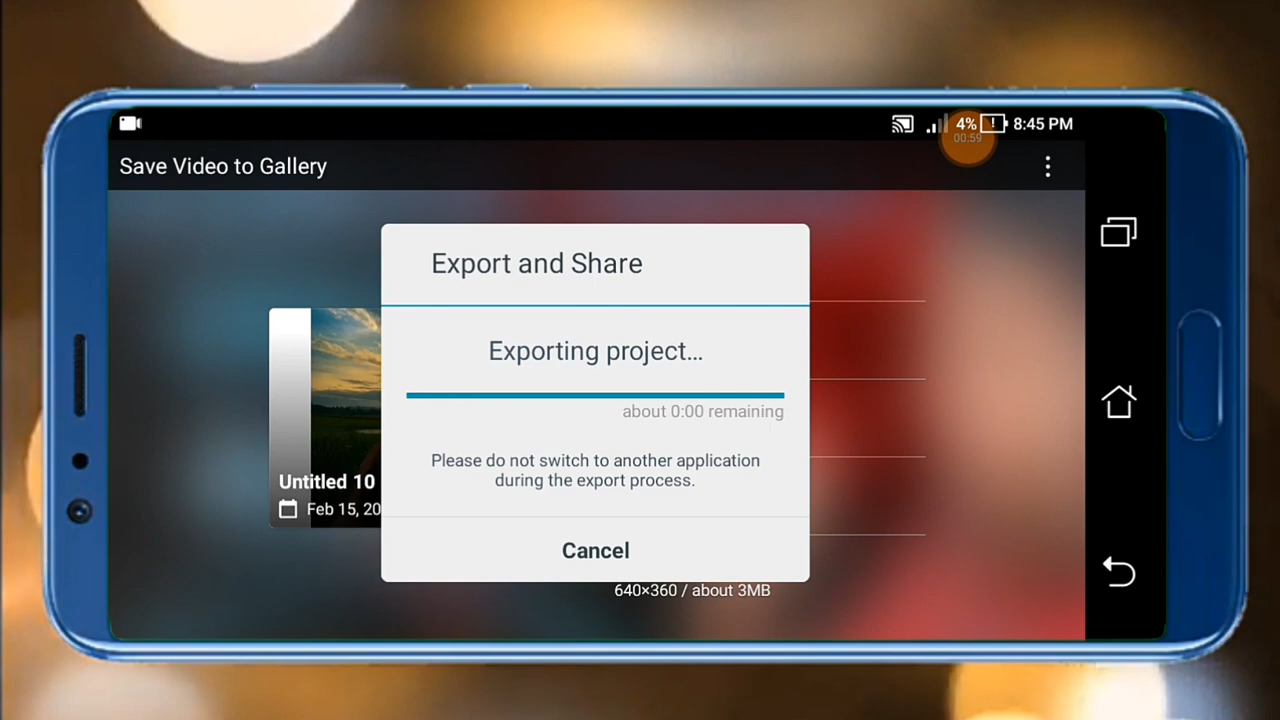 4% ! 8:45 PM
00:59
Save Video to Gallery
Export and Share
Exporting project...
about 0:00 remaining
Please do not switch to another application
during the export process.
Cancel
Untitled 10
Feb 15, 20
640×360 / about 3MB